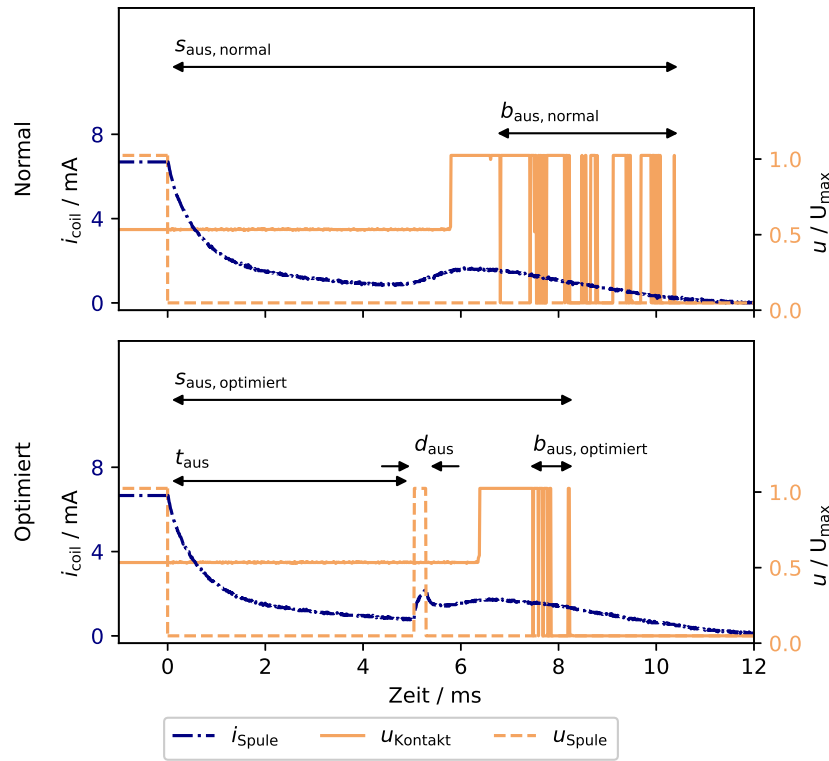 s_aus, normal
b_aus, normal
Normal
i_coil / mA
8
4
0
1.0
0.5
0.0
u / U_max
s_aus, optimiert
t_aus
d_aus
b_aus, optimiert
Optimiert
i_coil / mA
8
4
0
1.0
0.5
0.0
u / U_max
0 2 4 6 8 10 12
Zeit / ms
i_Spule u_Kontakt u_Spule